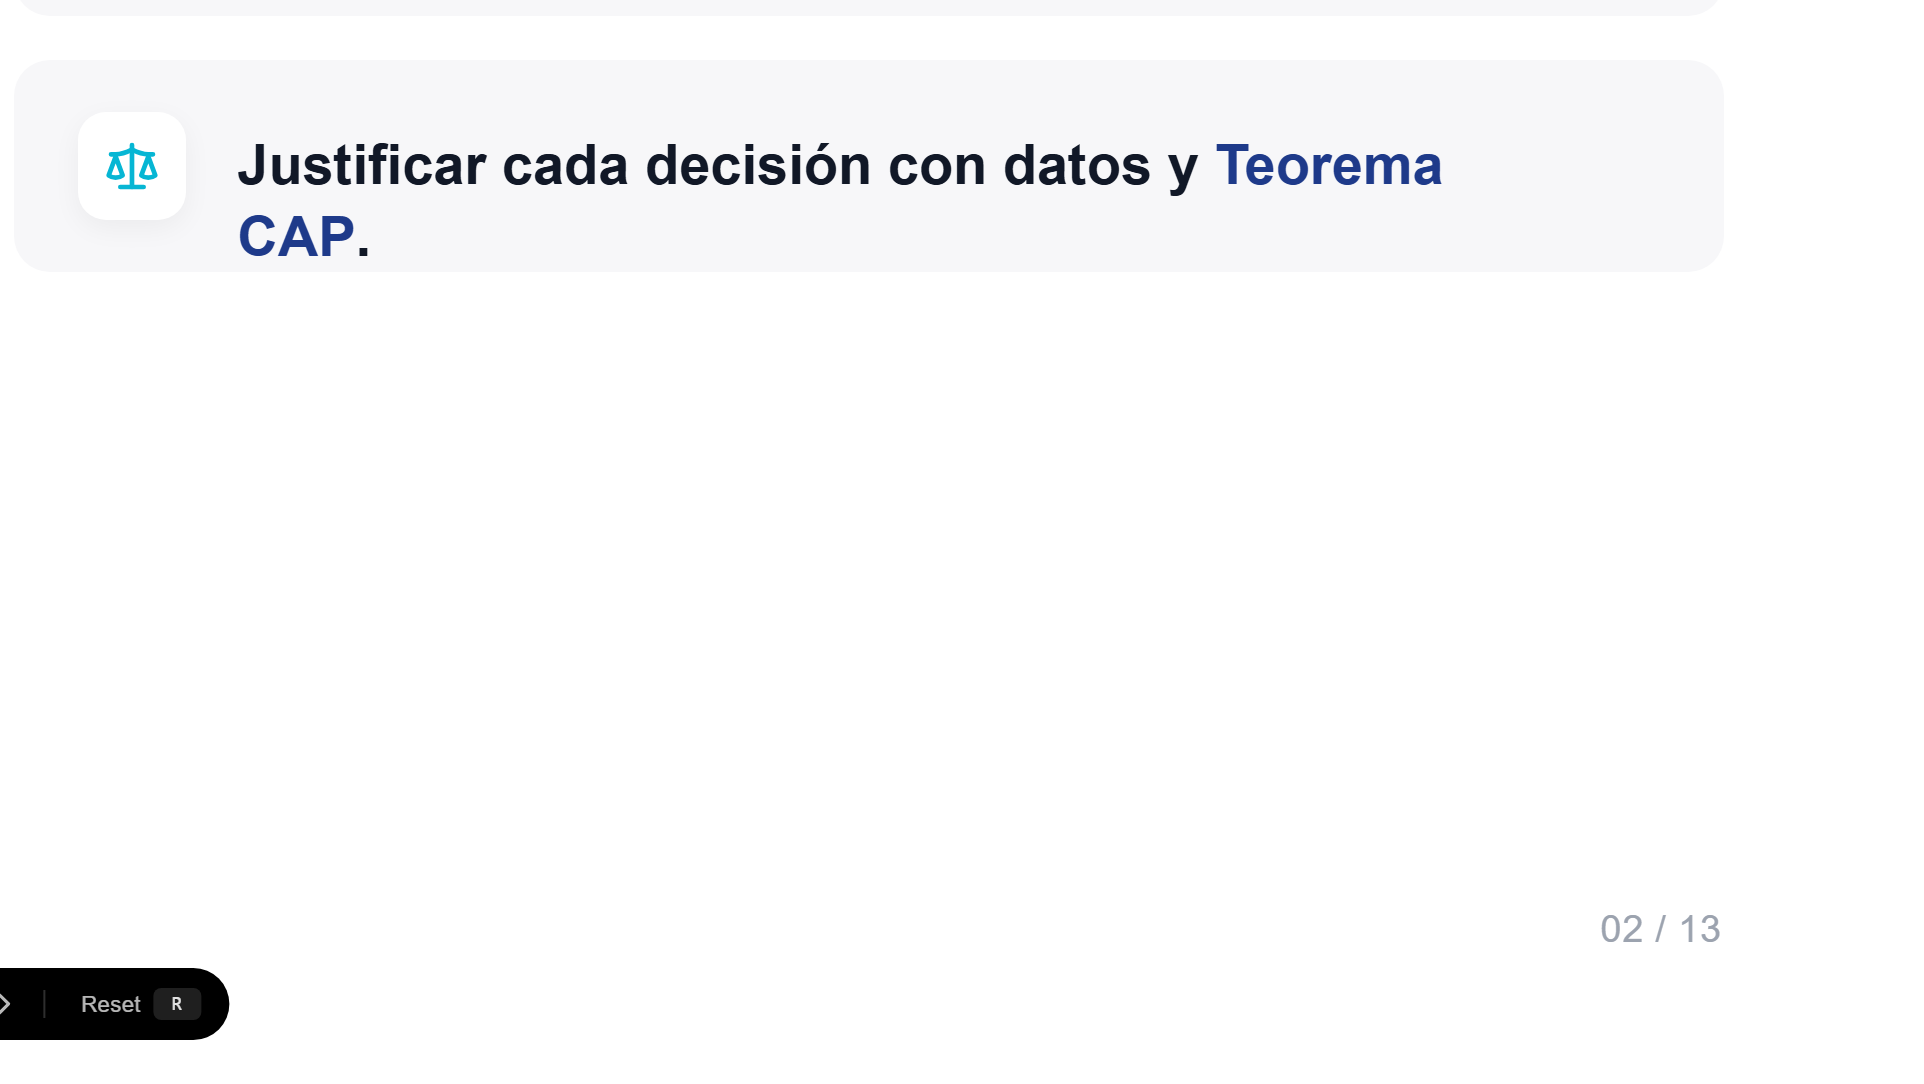 Justificar cada decisión con datos y Teorema
CAP.
02 / 13
Reset R